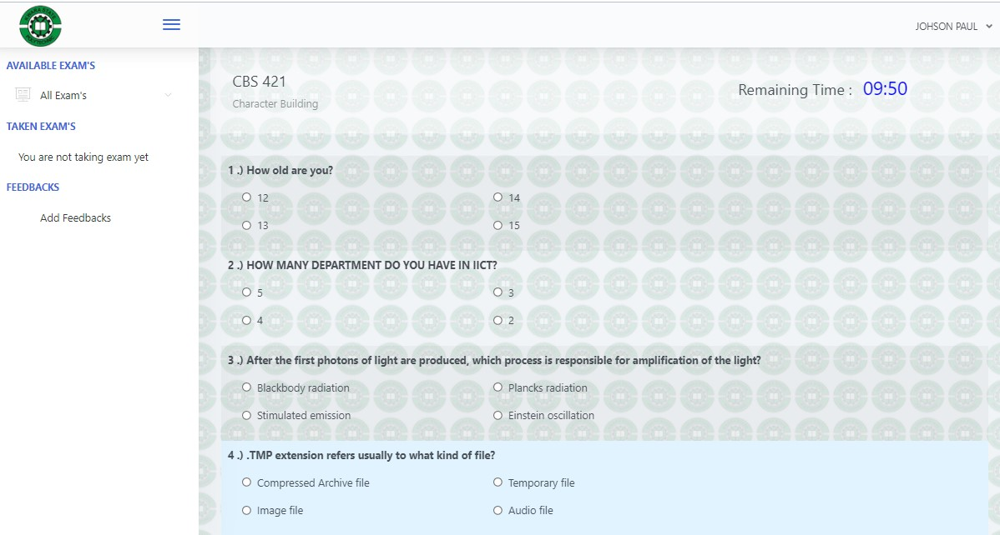 KWARA STATE
POLYTECHNIC
JOHSON PAUL
AVAILABLE EXAM'S
All Exam's
TAKEN EXAM'S
You are not taking exam yet
FEEDBACKS
Add Feedbacks
CBS 421
Character Building
Remaining Time : 09:50
1 .) How old are you?
12 14
13 15
2 .) HOW MANY DEPARTMENT DO YOU HAVE IN IICT?
5 3
4 2
3 .) After the first photons of light are produced, which process is responsible for amplification of the light?
Blackbody radiation Plancks radiation
Stimulated emission Einstein oscillation
4 .) .TMP extension refers usually to what kind of file?
Compressed Archive file Temporary file
Image file Audio file